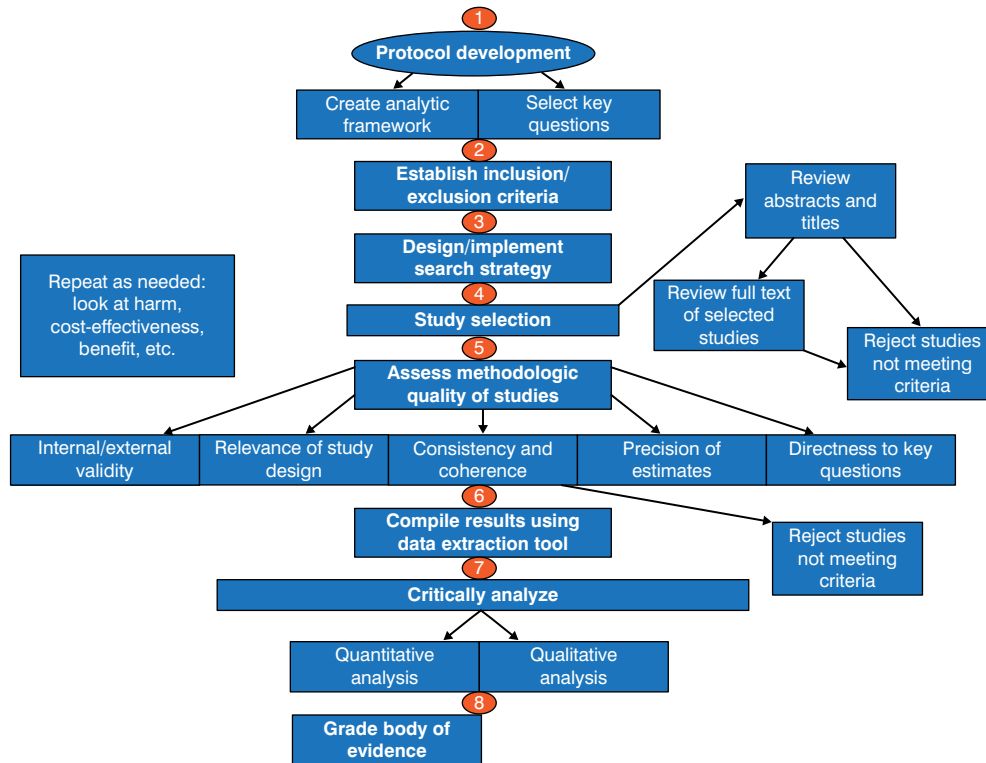 1
Protocol development
Create analytic
framework
Select key
questions
2
Establish inclusion/
exclusion criteria
3
Design/implement
search strategy
4
Study selection
Review
abstracts and
titles
Review full text
of selected
studies
Reject studies
not meeting
criteria
Repeat as needed:
look at harm,
cost-effectiveness,
benefit, etc.
5
Assess methodologic
quality of studies
Internal/external
validity
Relevance of study
design
Consistency and
coherence
Precision of
estimates
Directness to key
questions
6
Compile results using
data extraction tool
Reject studies
not meeting
criteria
7
Critically analyze
Quantitative
analysis
Qualitative
analysis
8
Grade body of
evidence